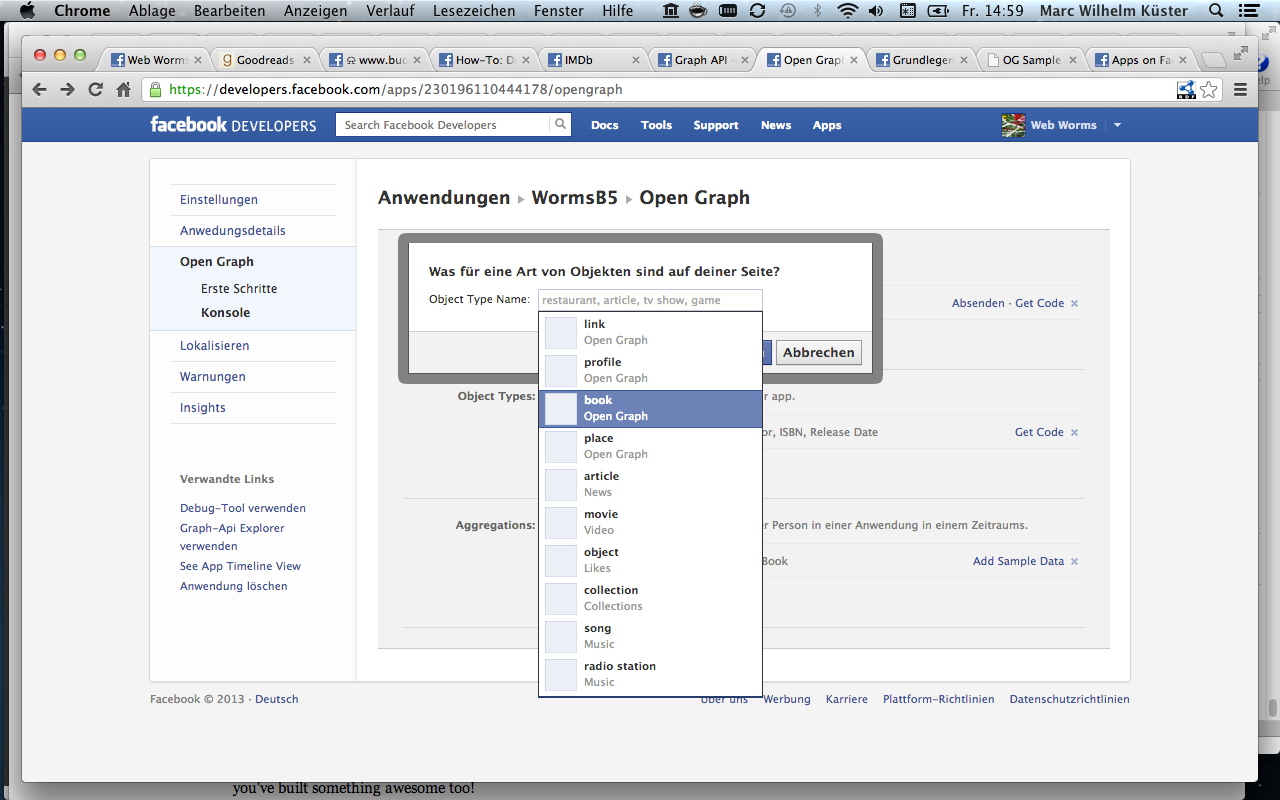 Chrome Ablage Bearbeiten Anzeigen Verlauf Lesezeichen Fenster Hilfe Fr. 14:59 Marc Wilhelm Küster
Web Worms Goodreads www.buc How-To: D IMDb Graph API - Open Grap Grundlegen OG Sample Apps on Fa
https://developers.facebook.com/apps/230196110444178/opengraph
facebook DEVELOPERS Search Facebook Developers Docs Tools Support News Apps Web Worms
Einstellungen
Anwedungsdetails
Open Graph
Erste Schritte
Konsole
Lokalisieren
Warnungen
Insights
Verwandte Links
Debug-Tool verwenden
Graph-Api Explorer
verwenden
See App Timeline View
Anwendung löschen
Anwendungen ▸ WormsB5 ▸ Open Graph
Was für eine Art von Objekten sind auf deiner Seite?
Object Type Name: restaurant, article, tv show, game
Absenden · Get Code ×
Abbrechen
link
Open Graph
profile
Open Graph
book
Open Graph
place
Open Graph
article
News
movie
Video
object
Likes
collection
Collections
song
Music
radio station
Music
Object Types: app.
ISBN, Release Date Get Code ×
Aggregations: Person in einer Anwendung in einem Zeitraums.
Book Add Sample Data ×
Facebook © 2013 · Deutsch
Über uns Werbung Karriere Plattform-Richtlinien Datenschutzrichtlinien
you've built something awesome too!